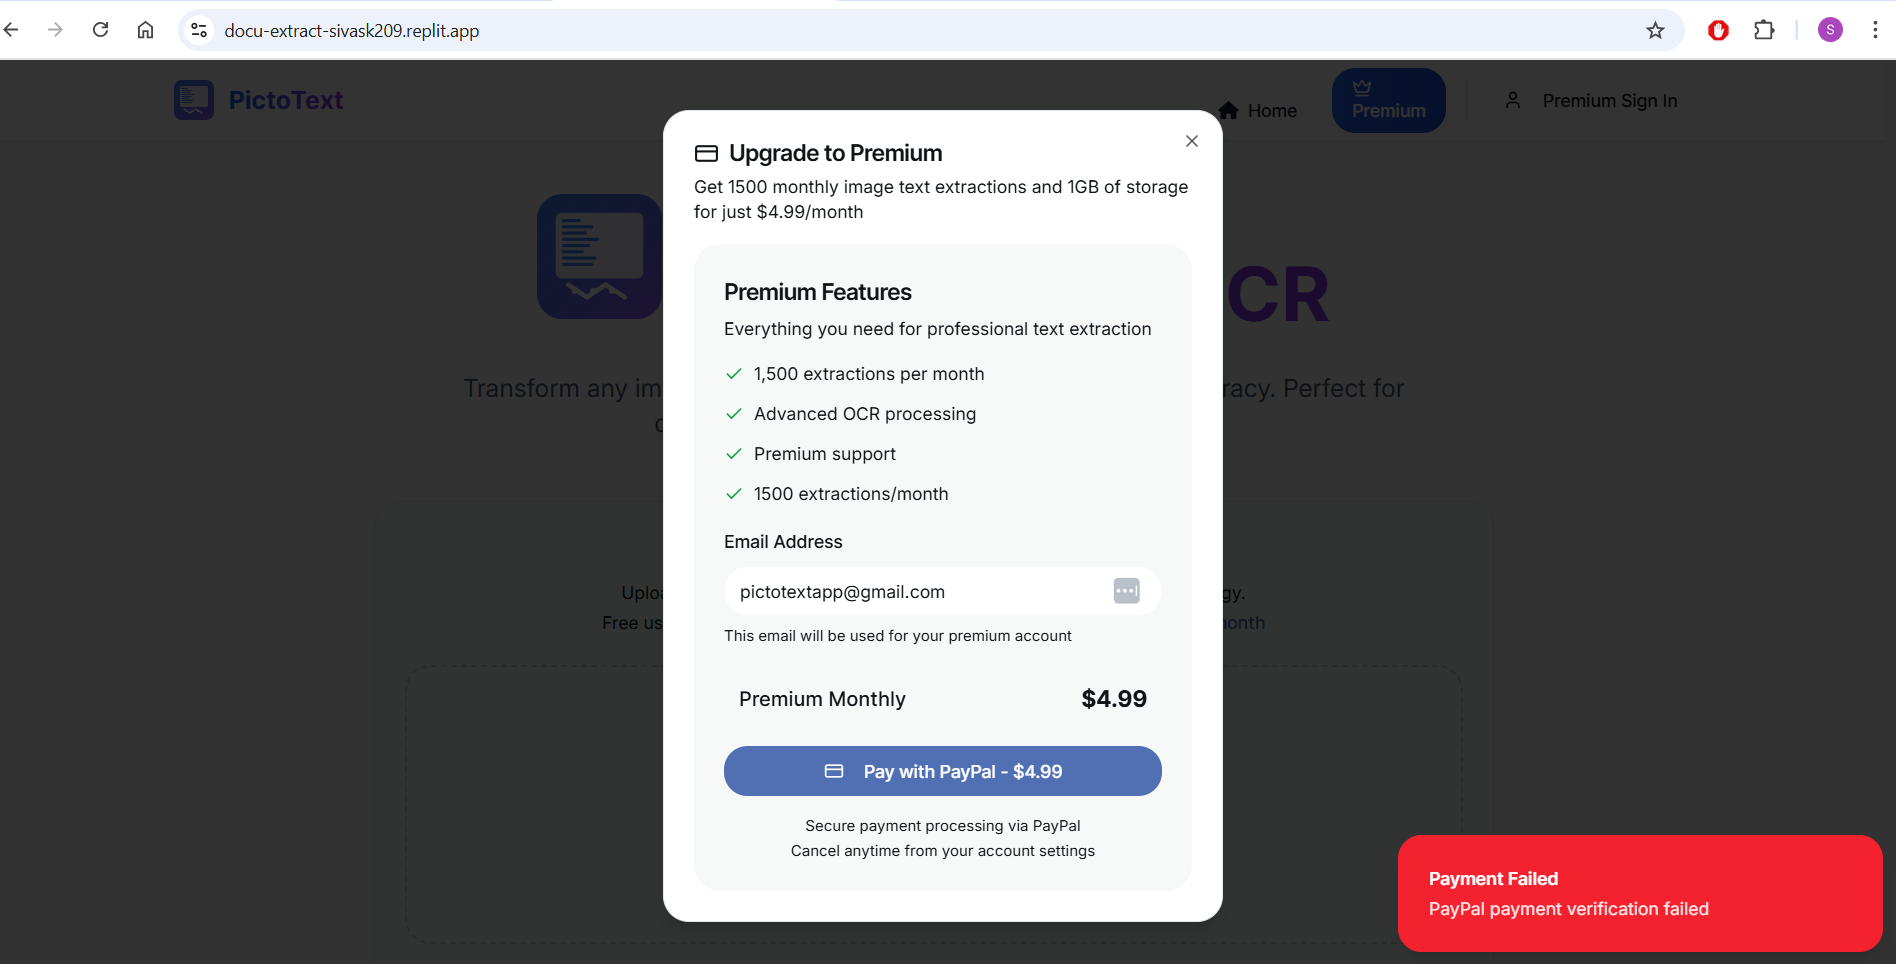 docu-extract-sivask209.replit.app
S
PictoText
Home
Premium
Premium Sign In
CR
Transform any im
racy. Perfect for
Upgrade to Premium
Get 1500 monthly image text extractions and 1GB of storage
for just $4.99/month
Premium Features
Everything you need for professional text extraction
1,500 extractions per month
Advanced OCR processing
Premium support
1500 extractions/month
Email Address
pictotextapp@gmail.com
This email will be used for your premium account
Premium Monthly
$4.99
Pay with PayPal - $4.99
Secure payment processing via PayPal
Cancel anytime from your account settings
Uploa
gy.
Free us
Payment Failed
PayPal payment verification failed